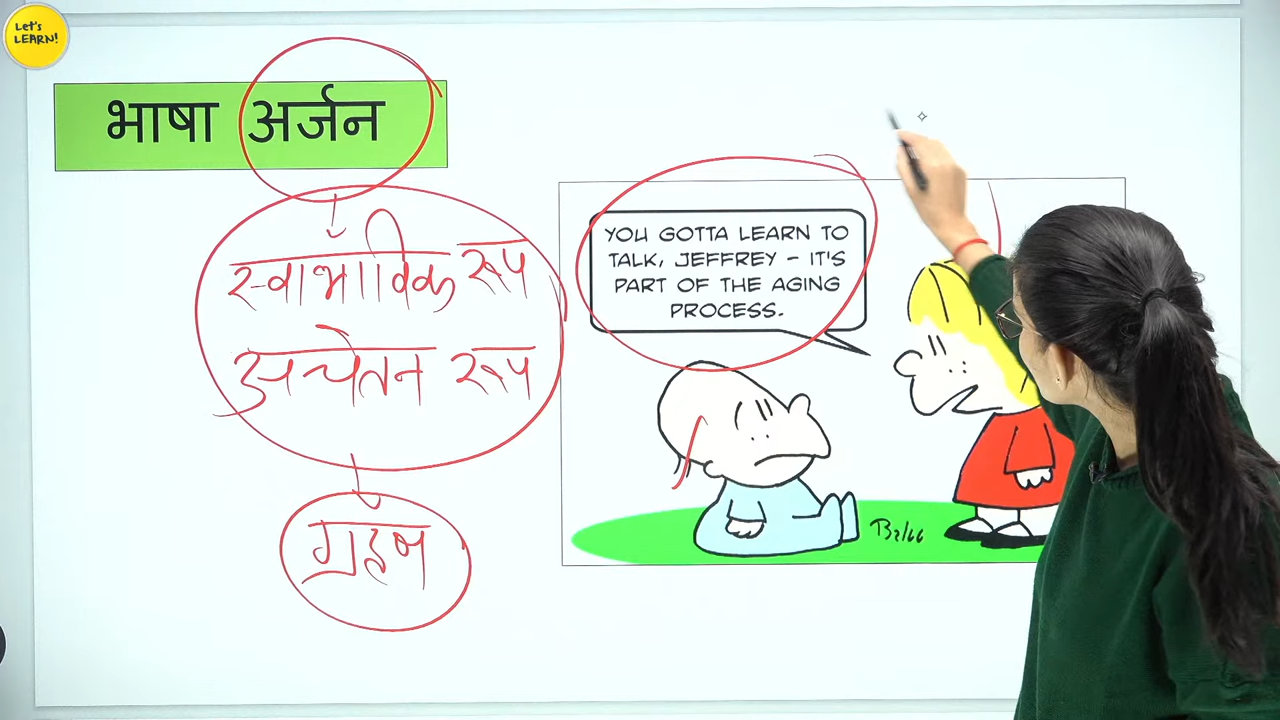 Let's
LEARN!
भाषा अर्जन
स्वाभाविक रूप
अचेतन रूप
ग्रहण
YOU GOTTA LEARN TO
TALK, JEFFREY - IT'S
PART OF THE AGING
PROCESS.